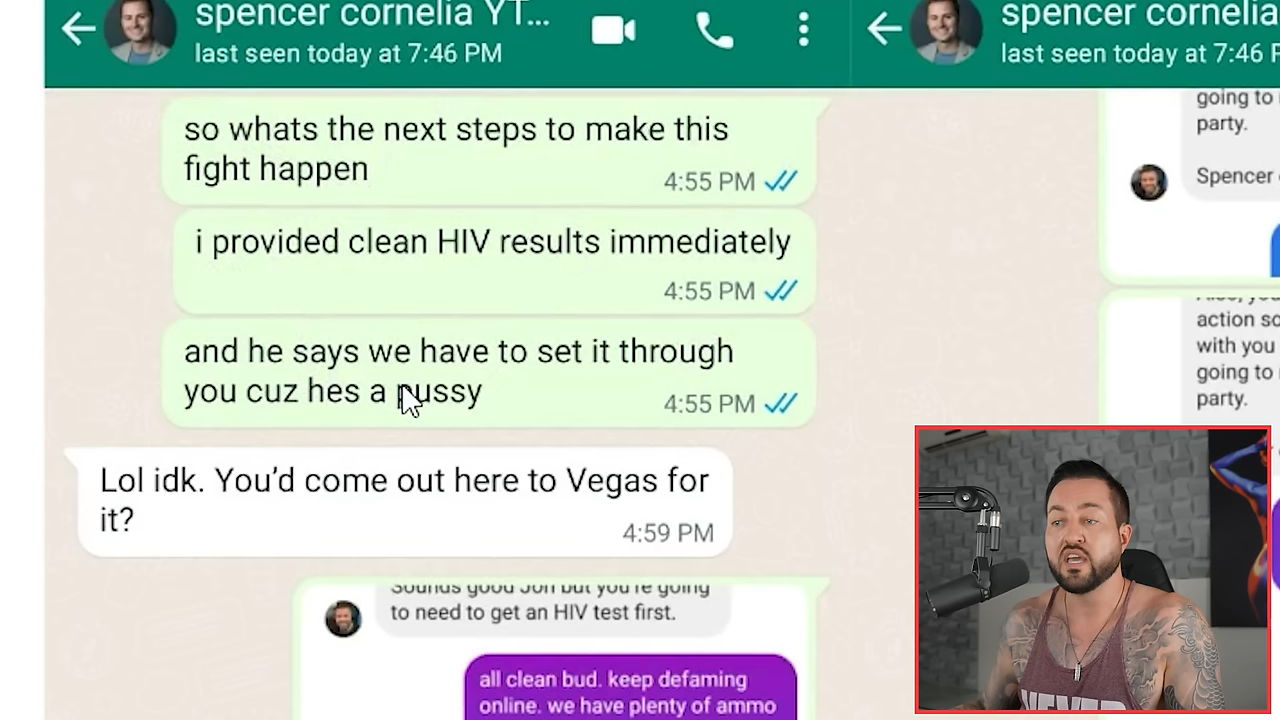 spencer cornelia YT...
last seen today at 7:46 PM
so whats the next steps to make this
fight happen
4:55 PM
i provided clean HIV results immediately
4:55 PM
and he says we have to set it through
you cuz hes a pussy
4:55 PM
Lol idk. You'd come out here to Vegas for
it?
4:59 PM
Sounds good Jon but you're going
to need to get an HIV test first.
all clean bud. keep defaming
online. we have plenty of ammo
spencer cornelia
last seen today at 7:46
going to
party.
Spencer
Also, you
action so
with you
going to
party.
NEVER